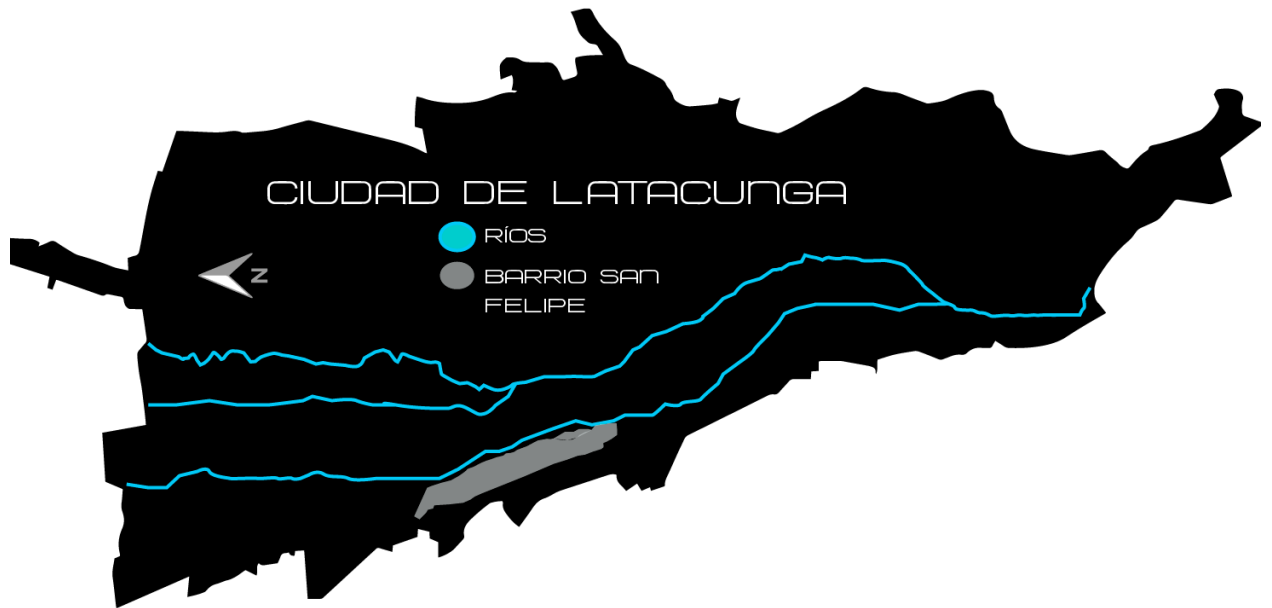 CIUDAD DE LATACUNGA
RÍOS
N
BARRIO SAN
FELIPE